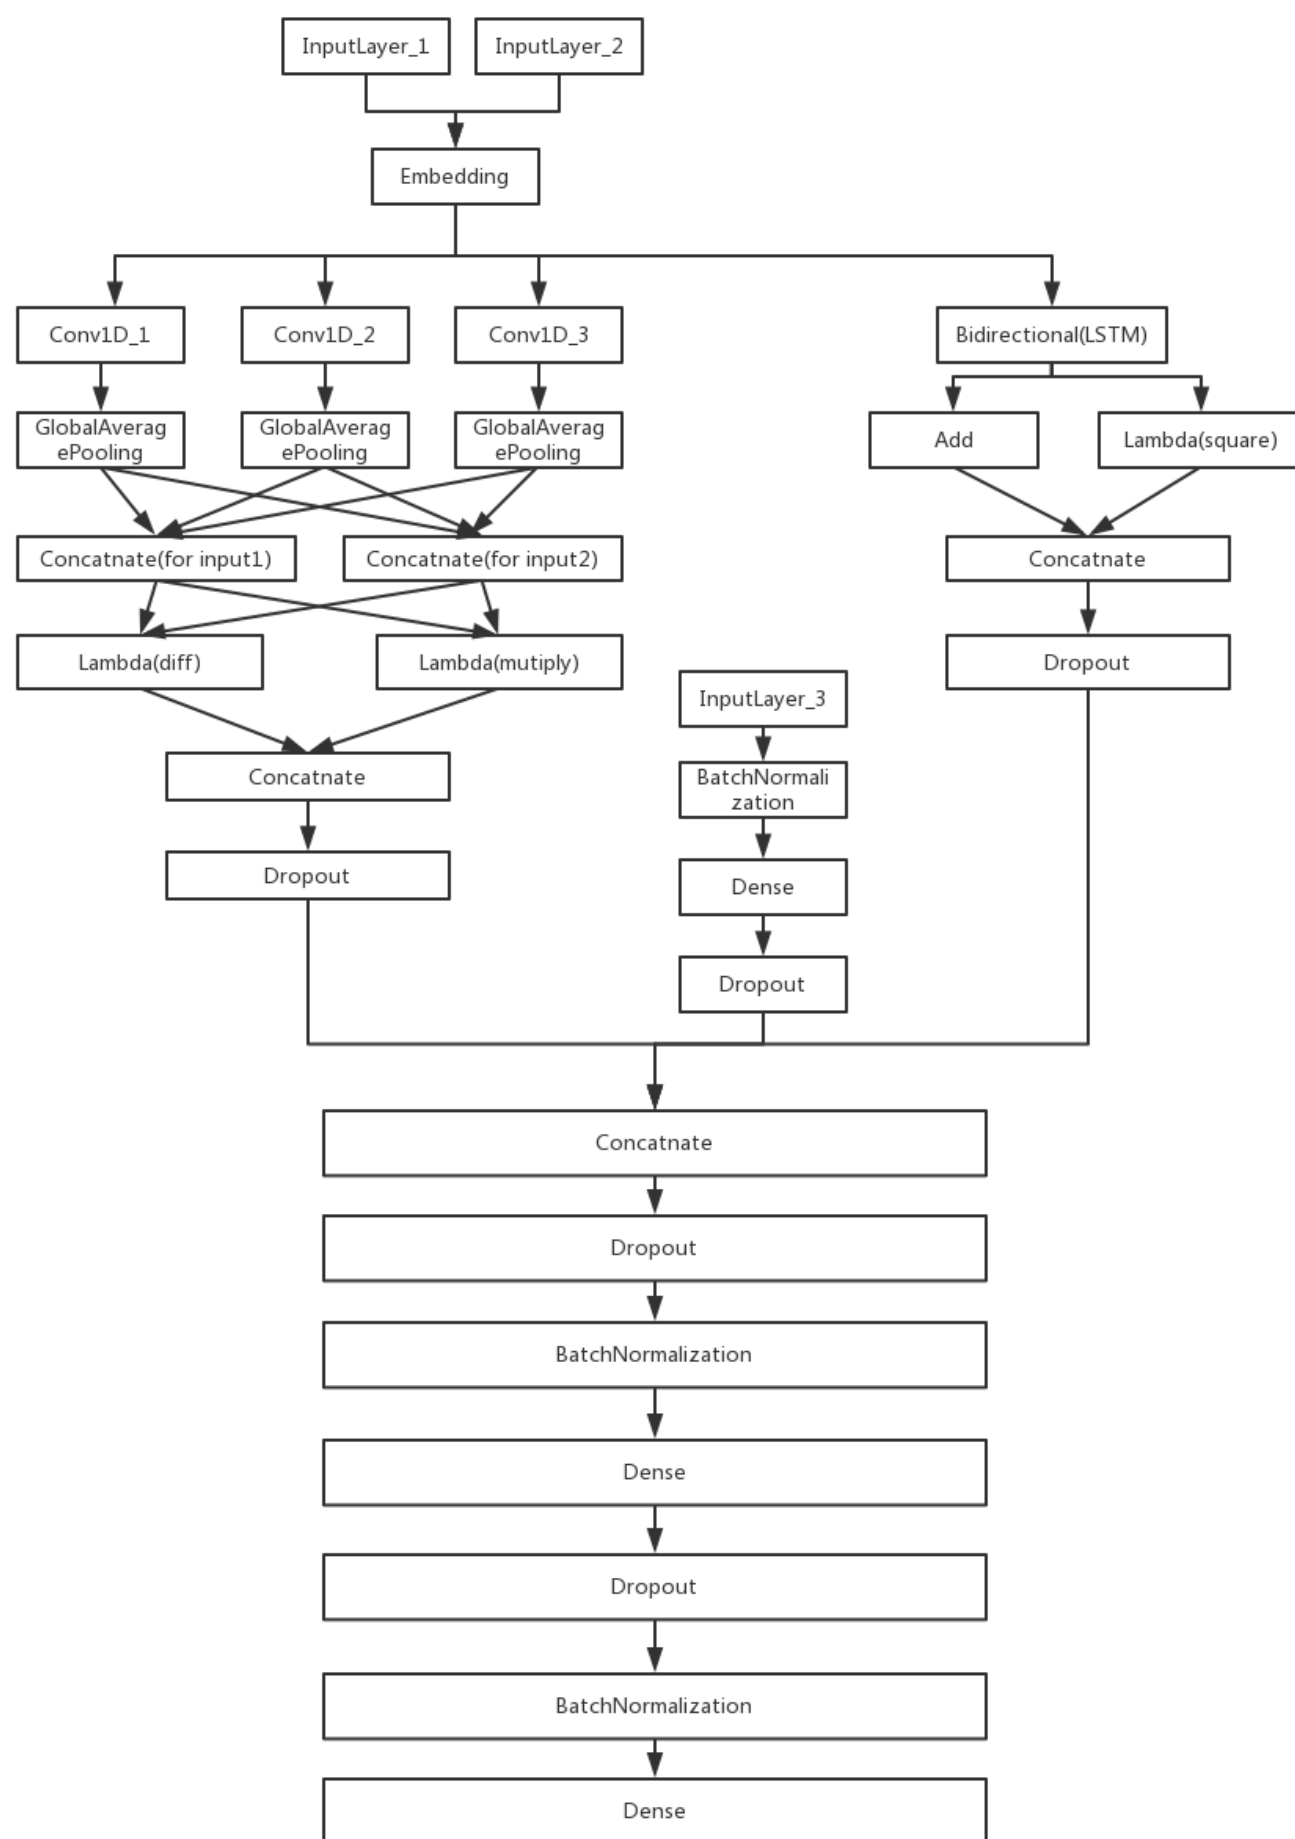 InputLayer_1
InputLayer_2
Embedding
Conv1D_1
Conv1D_2
Conv1D_3
Bidirectional(LSTM)
GlobalAverag
ePooling
GlobalAverag
ePooling
GlobalAverag
ePooling
Add
Lambda(square)
Concatnate(for input1)
Concatnate(for input2)
Concatnate
Lambda(diff)
Lambda(mutiply)
Dropout
InputLayer_3
Concatnate
BatchNormali
zation
Dropout
Dense
Dropout
Concatnate
Dropout
BatchNormalization
Dense
Dropout
BatchNormalization
Dense